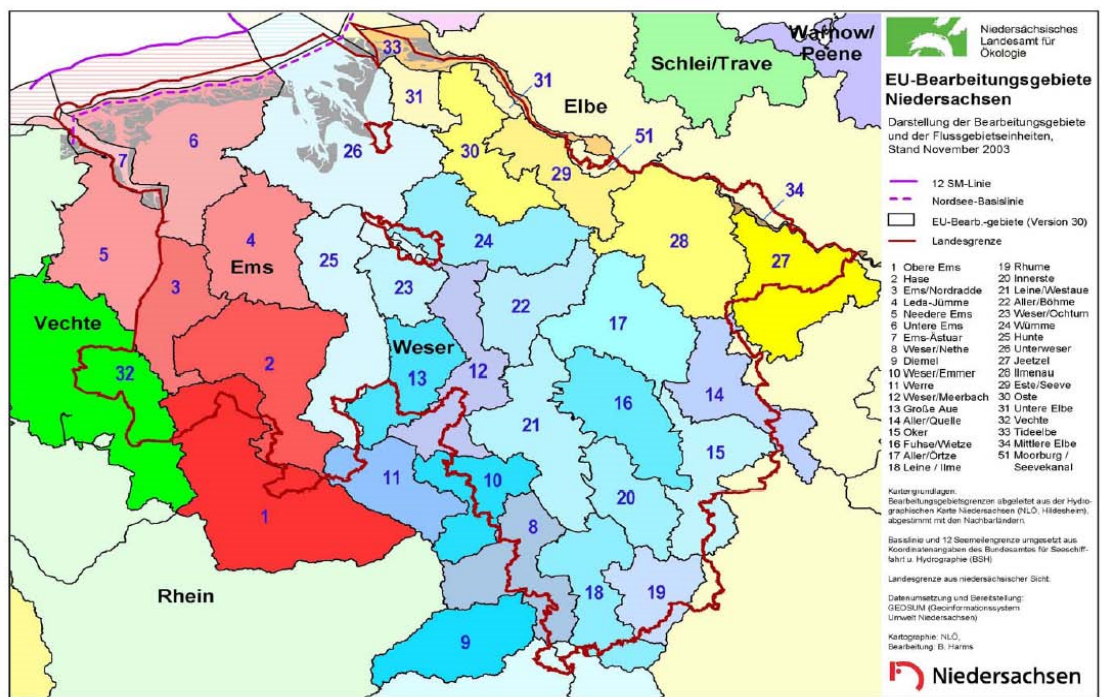 Niedersächsisches
Landesamt für
Ökologie
EU-Bearbeitungsgebiete
Niedersachsen
Darstellung der Bearbeitungsgebiete
und der Flussgebietseinheiten,
Stand November 2003
12 SM-Linie
Nordsee-Basislinie
EU-Bearb.-gebiete (Version 30)
Landesgrenze
1 Obere Ems
2 Hase
3 Ems/Nordradde
4 Leda-Jümme
5 Needere Ems
6 Untere Ems
7 Ems-Ästuar
8 Weser/Nethe
9 Diemel
10 Weser/Emmer
11 Werre
12 Weser/Meerbach
13 Große Aue
14 Aller/Quelle
15 Oker
16 Fuhse/Wietze
17 Aller/Örtze
18 Leine / Ilme
19 Rhume
20 Innerste
21 Leine/Westaue
22 Aller/Böhme
23 Weser/Ochtum
24 Wümme
25 Hunte
26 Unterweser
27 Jeetzel
28 Ilmenau
29 Este/Seeve
30 Oste
31 Untere Elbe
32 Vechte
33 Tideelbe
34 Mittlere Elbe
51 Moorburg /
Seevekanal
Kartengrundlagen:
Bearbeitungsgebietsgrenzen abgeleitet aus der Hydro-
graphischen Karte Niedersachsen (NLÖ, Hildesheim),
abgestimmt mit den Nachbarländern.
Basislinie und 12 Seemeilengrenze umgesetzt aus
Koordinatenangaben des Bundesamtes für Seeschiff-
fahrt u. Hydrographie (BSH)
Landesgrenze aus niedersächsischer Sicht.
Datenumsetzung und Bereitstellung:
GEOSUM (Geoinformationssystem
Umwelt Niedersachsen)
Kartographie: NLÖ,
Bearbeitung: B. Harms
Niedersachsen
Warnow/
Peene
Schlei/Trave
Elbe
33
31
31
51
6
26
30
29
34
7
5
4
Ems
24
28
27
25
3
23
22
17
Vechte
Weser
2
13
12
14
32
16
21
15
11
10
20
1
8
Rhein
18
19
9